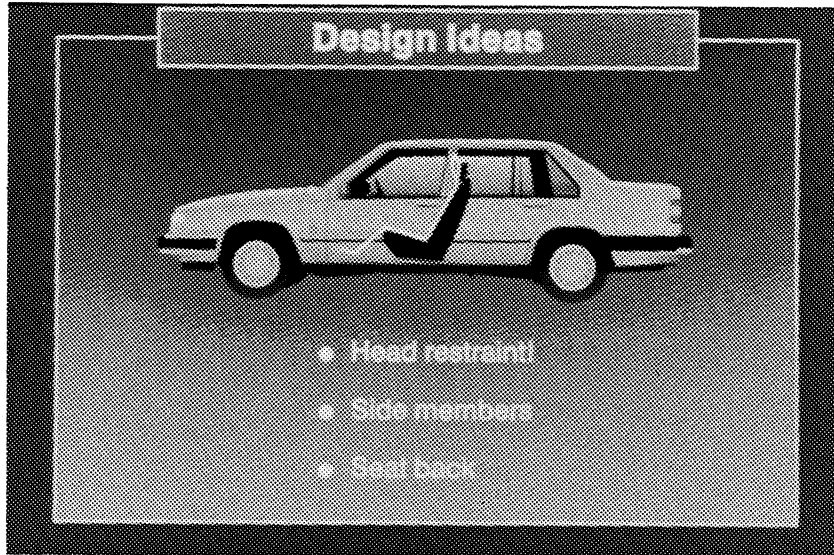 Design Ideas
• Head restraint!
• Side members
• Seat back